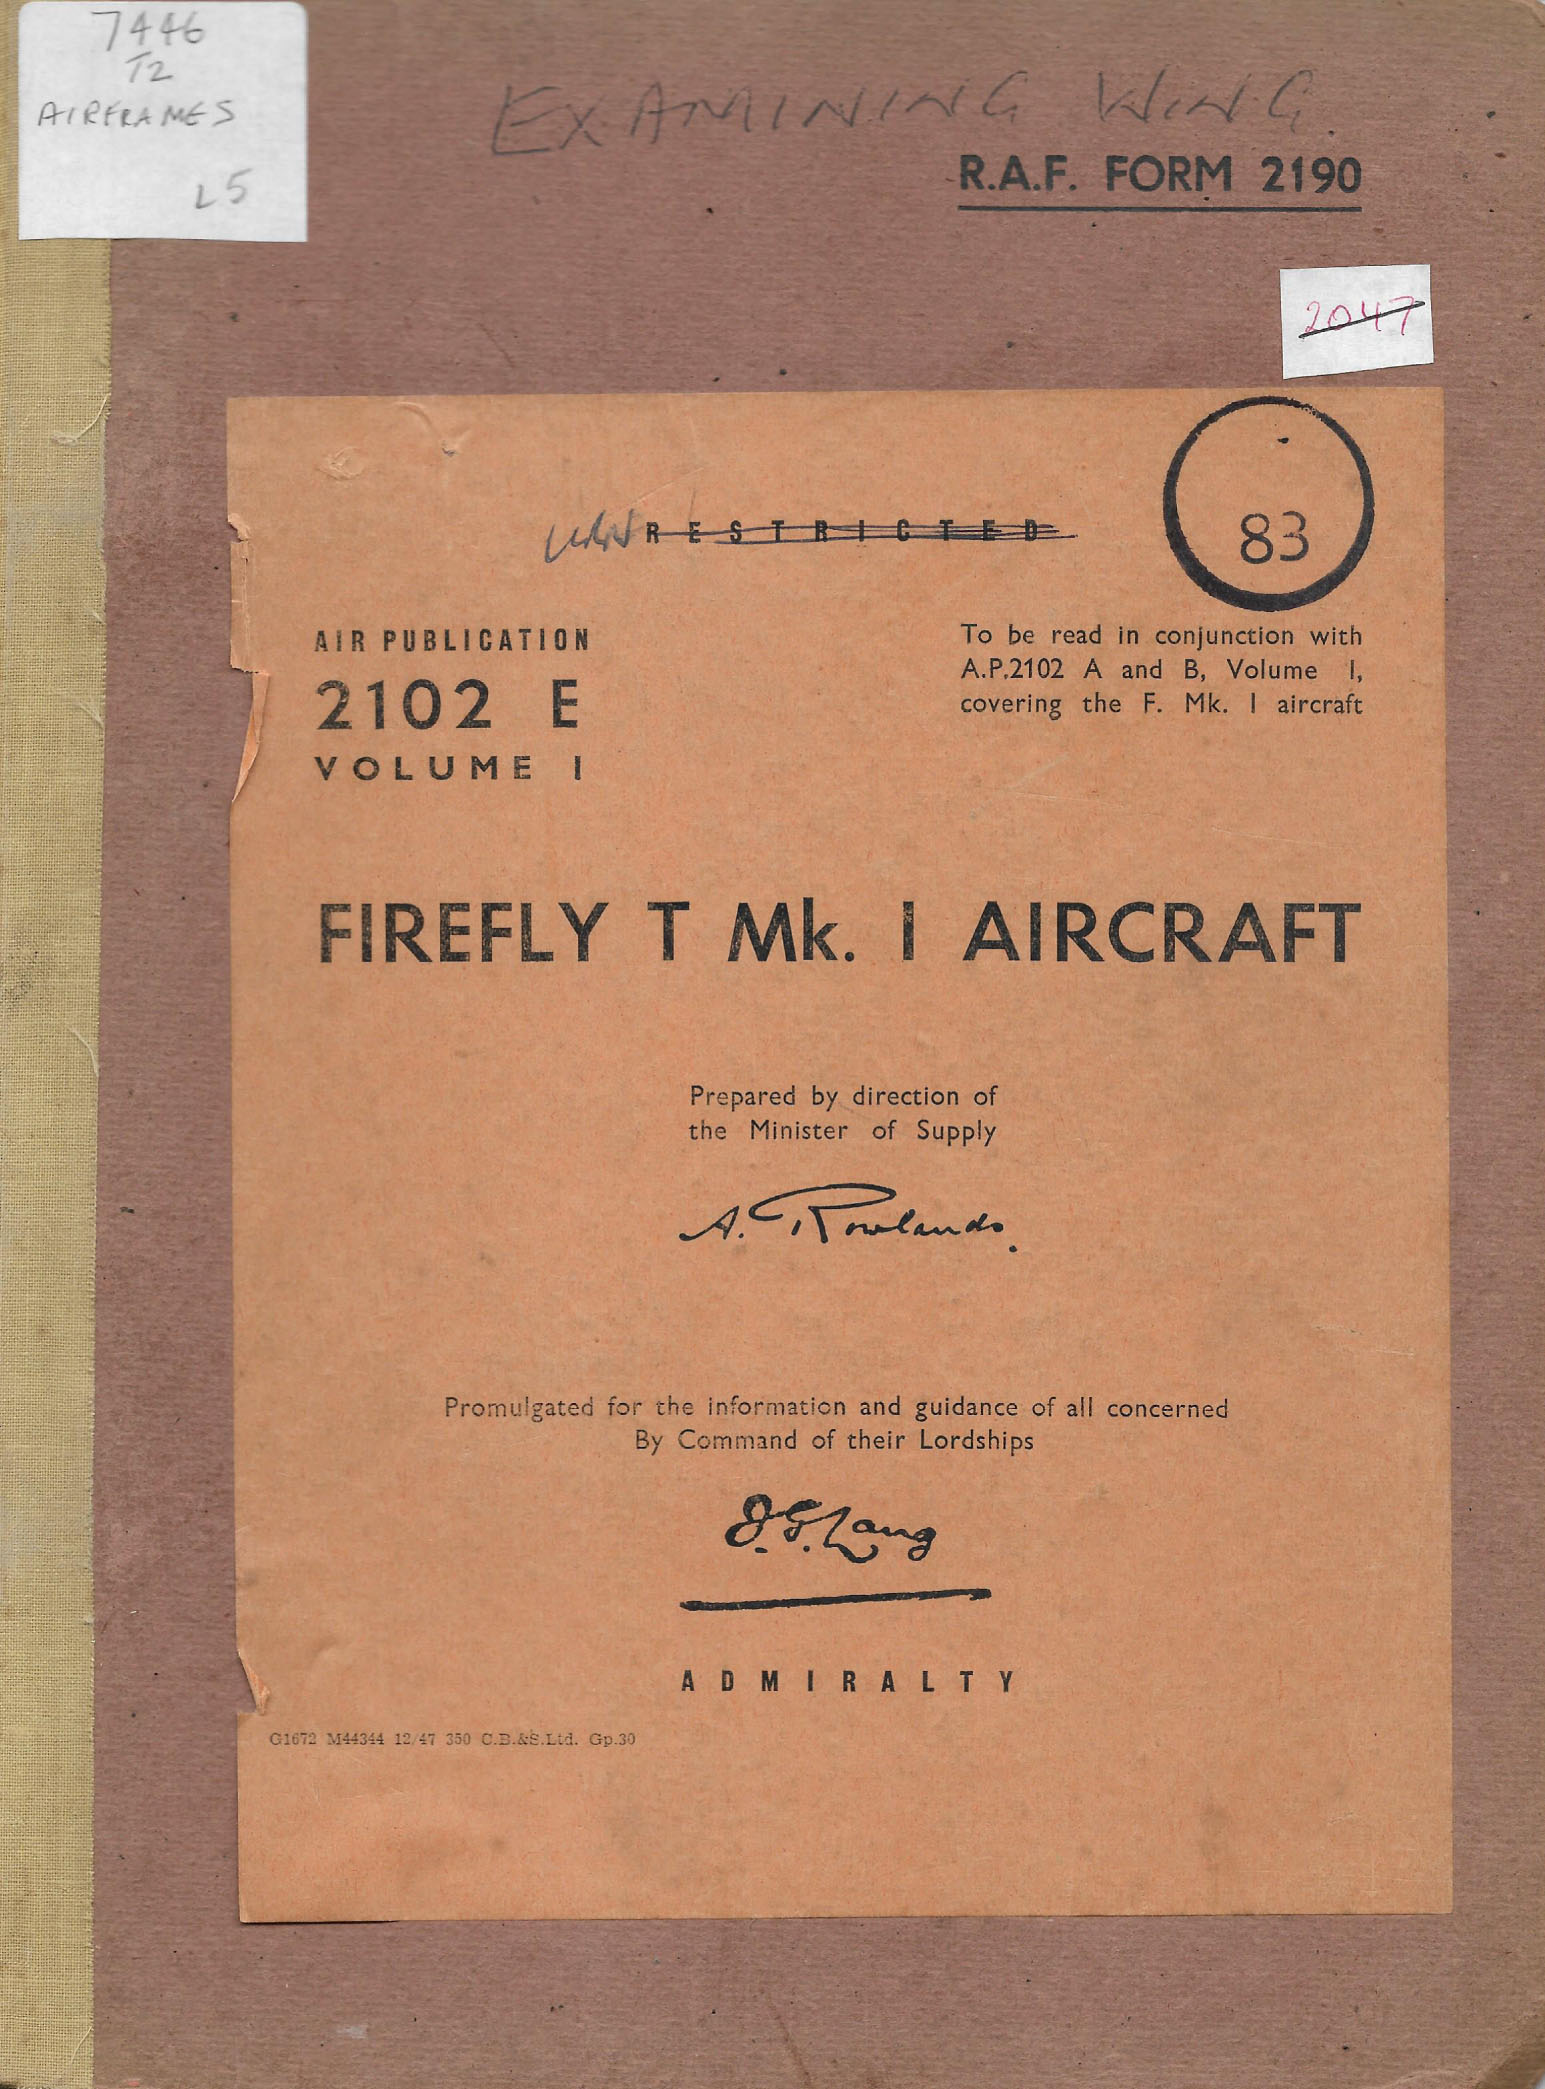 7446
T2
AIRFRAMES
L5
EXAMINING WING
R.A.F. FORM 2190
2047
83
RESTRICTED
AIR PUBLICATION
2102 E
VOLUME I
To be read in conjunction with
A.P.2102 A and B, Volume I,
covering the F. Mk. I aircraft
FIREFLY T Mk. I AIRCRAFT
Prepared by direction of
the Minister of Supply
A. Rowlands.
Promulgated for the information and guidance of all concerned
By Command of their Lordships
J.G. Lang
ADMIRALTY
G1672 M44344 12/47 350 C.B.&S.Ltd. Gp.30